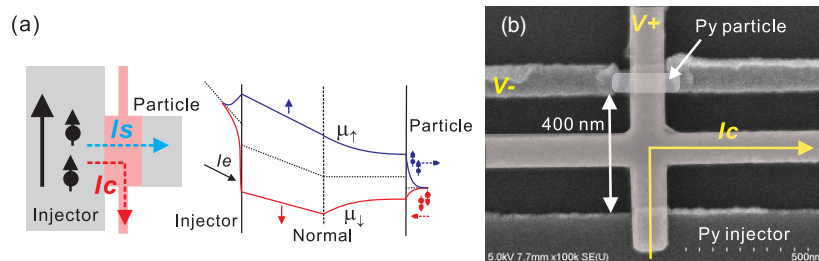 (a)
Particle
Is
Ic
Injector
Ie
μ↑
μ↓
Injector
Normal
Particle
(b)
V+
Py particle
V-
400 nm
Ic
Py injector
5.0kV 7.7mm x100k SE(U)
500nm